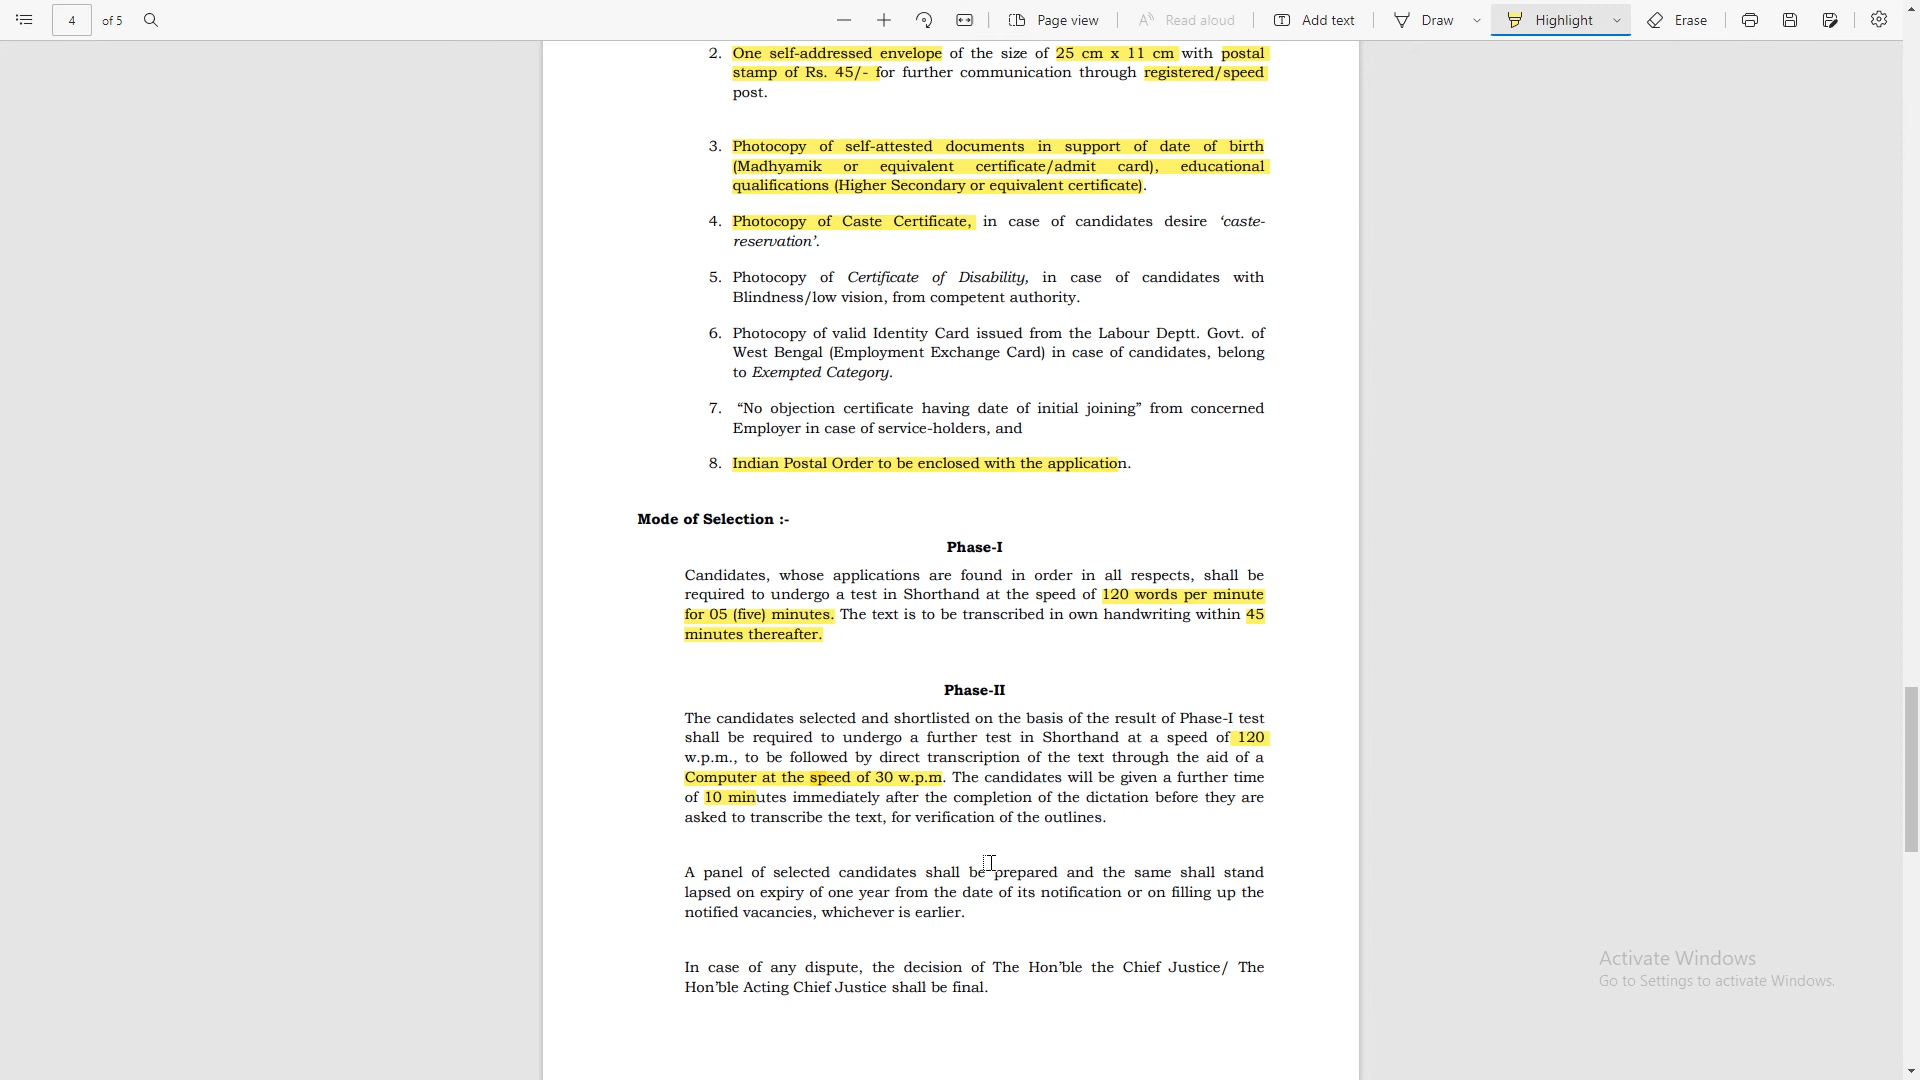 4 of 5 Page view Read aloud Add text Draw Highlight Erase
2. One self-addressed envelope of the size of 25 cm x 11 cm with postal
stamp of Rs. 45/- for further communication through registered/speed
post.
3. Photocopy of self-attested documents in support of date of birth
(Madhyamik or equivalent certificate/admit card), educational
qualifications (Higher Secondary or equivalent certificate).
4. Photocopy of Caste Certificate, in case of candidates desire ‘caste-
reservation’.
5. Photocopy of Certificate of Disability, in case of candidates with
Blindness/low vision, from competent authority.
6. Photocopy of valid Identity Card issued from the Labour Deptt. Govt. of
West Bengal (Employment Exchange Card) in case of candidates, belong
to Exempted Category.
7. “No objection certificate having date of initial joining” from concerned
Employer in case of service-holders, and
8. Indian Postal Order to be enclosed with the application.
Mode of Selection :-
Phase-I
Candidates, whose applications are found in order in all respects, shall be
required to undergo a test in Shorthand at the speed of 120 words per minute
for 05 (five) minutes. The text is to be transcribed in own handwriting within 45
minutes thereafter.
Phase-II
The candidates selected and shortlisted on the basis of the result of Phase-I test
shall be required to undergo a further test in Shorthand at a speed of 120
w.p.m., to be followed by direct transcription of the text through the aid of a
Computer at the speed of 30 w.p.m. The candidates will be given a further time
of 10 minutes immediately after the completion of the dictation before they are
asked to transcribe the text, for verification of the outlines.
A panel of selected candidates shall be prepared and the same shall stand
lapsed on expiry of one year from the date of its notification or on filling up the
notified vacancies, whichever is earlier.
Activate Windows
Go to Settings to activate Windows.
In case of any dispute, the decision of The Hon’ble the Chief Justice/ The
Hon’ble Acting Chief Justice shall be final.